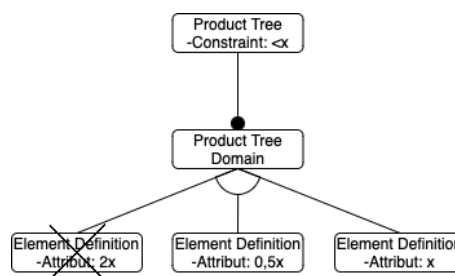 Product Tree
-Constraint: <x
Product Tree
Domain
Element Definition
-Attribut: 2x
Element Definition
-Attribut: 0,5x
Element Definition
-Attribut: x